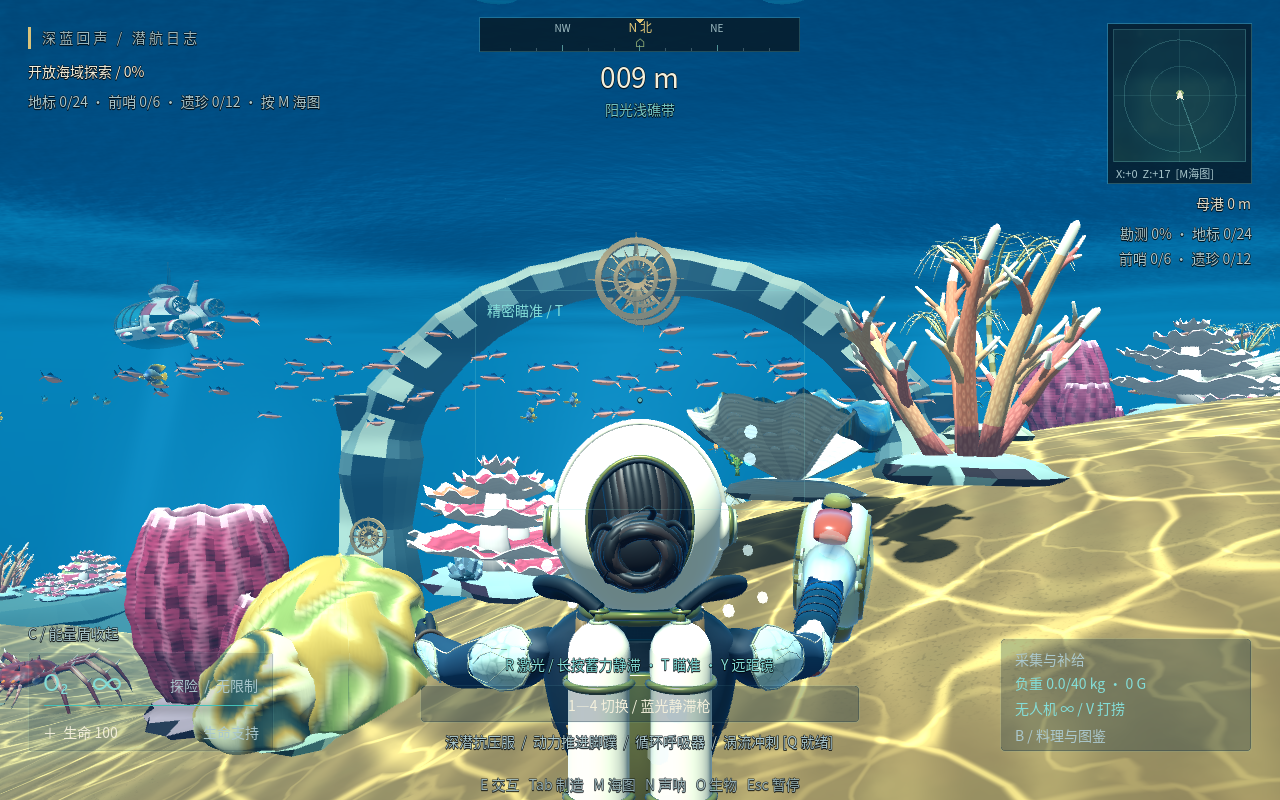 深蓝回声 / 潜航日志
开放海域探索 / 0%
地标 0/24 · 前哨 0/6 · 遗珍 0/12 · 按 M 海图
NW N 北 NE
009 m
阳光浅礁带
X:+0 Z:+17 [M海图]
母港 0 m
勘测 0% · 地标 0/24
前哨 0/6 · 遗珍 0/12
精密瞄准 / T
C / 能量盾收起
O₂ ∞ 探险 / 无限制
＋ 生命 100
支持
R 激光 / 长按蓄力静滞 · T 瞄准 · Y 远距镜
1—4 切换 / 蓝光静滞枪
深潜抗压服 / 动力推进脚蹼 / 循环呼吸器 / 涡流冲刺 [Q 就绪]
E 交互 Tab 制造 M 海图 N 声呐 O 生物 Esc 暂停
采集与补给
负重 0.0/40 kg · 0 G
无人机 ∞ / V 打捞
B / 料理与图鉴